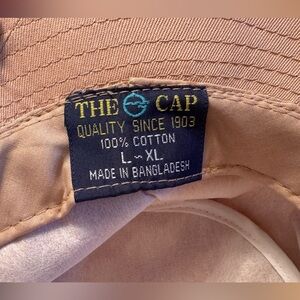 THE CAP
QUALITY SINCE 1903
100% COTTON
L ~ XL
MADE IN BANGLADESH